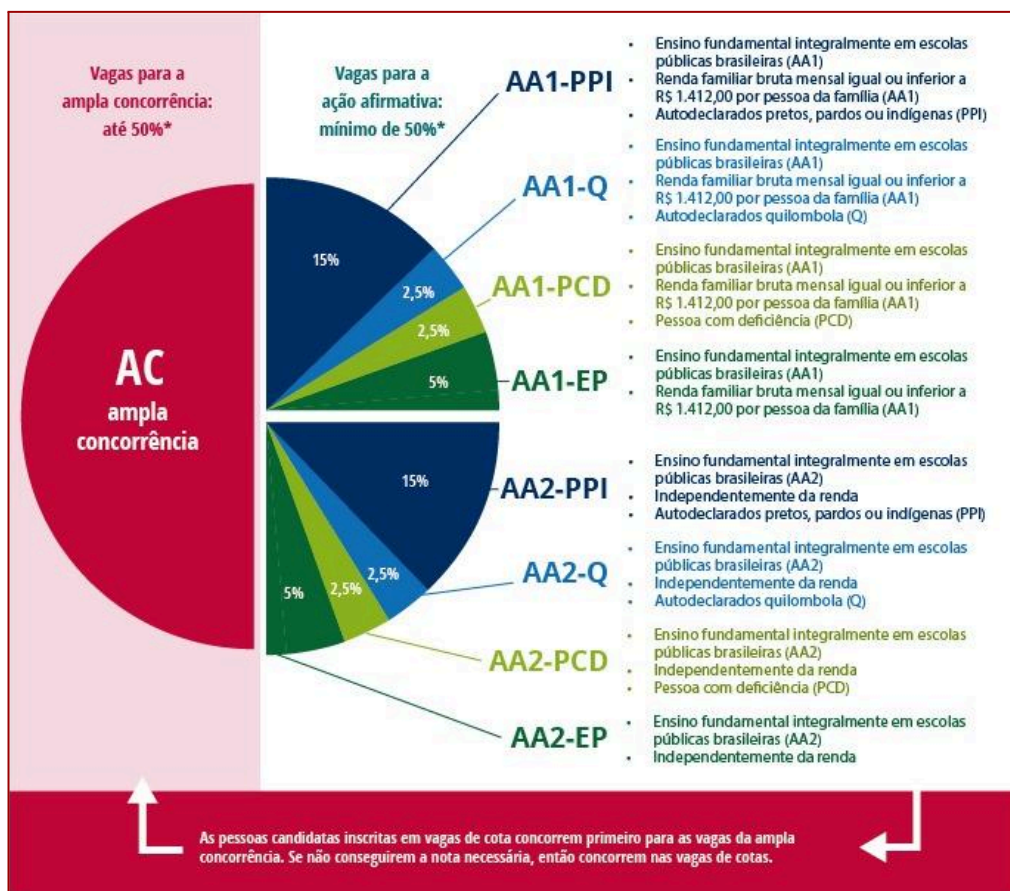 Vagas para a
ampla concorrência:
até 50%*
Vagas para a
ação afirmativa:
mínimo de 50%*
AC
ampla
concorrência
15%
2,5%
2,5%
5%
15%
2,5%
2,5%
5%
AA1-PPI
• Ensino fundamental integralmente em escolas
públicas brasileiras (AA1)
• Renda familiar bruta mensal igual ou inferior a
R$ 1.412,00 por pessoa da família (AA1)
• Autodeclarados pretos, pardos ou indígenas (PPI)
AA1-Q
• Ensino fundamental integralmente em escolas
públicas brasileiras (AA1)
• Renda familiar bruta mensal igual ou inferior a
R$ 1.412,00 por pessoa da família (AA1)
• Autodeclarados quilombola (Q)
AA1-PCD
• Ensino fundamental integralmente em escolas
públicas brasileiras (AA1)
• Renda familiar bruta mensal igual ou inferior a
R$ 1.412,00 por pessoa da família (AA1)
• Pessoa com deficiência (PCD)
AA1-EP
• Ensino fundamental integralmente em escolas
públicas brasileiras (AA1)
• Renda familiar bruta mensal igual ou inferior a
R$ 1.412,00 por pessoa da família (AA1)
AA2-PPI
• Ensino fundamental integralmente em escolas
públicas brasileiras (AA2)
• Independentemente da renda
• Autodeclarados pretos, pardos ou indígenas (PPI)
AA2-Q
• Ensino fundamental integralmente em escolas
públicas brasileiras (AA2)
• Independentemente da renda
• Autodeclarados quilombola (Q)
AA2-PCD
• Ensino fundamental integralmente em escolas
públicas brasileiras (AA2)
• Independentemente da renda
• Pessoa com deficiência (PCD)
AA2-EP
• Ensino fundamental integralmente em escolas
públicas brasileiras (AA2)
• Independentemente da renda
As pessoas candidatas inscritas em vagas de cota concorrem primeiro para as vagas da ampla
concorrência. Se não conseguirem a nota necessária, então concorrem nas vagas de cotas.